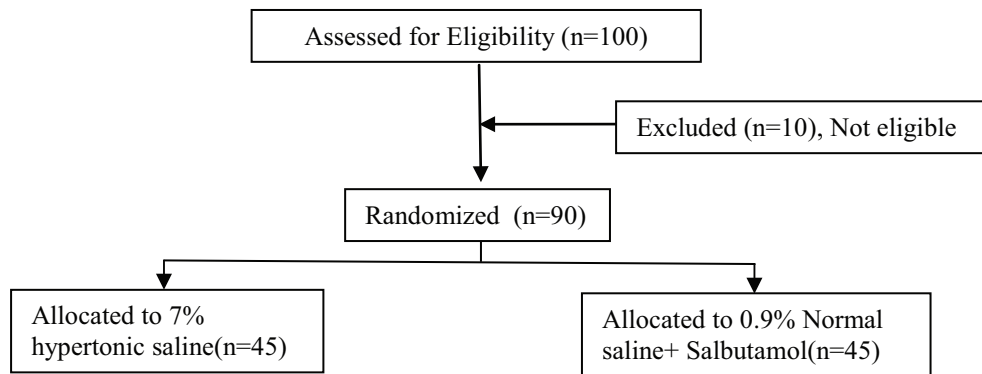 Assessed for Eligibility (n=100)
Excluded (n=10), Not eligible
Randomized (n=90)
Allocated to 7%
hypertonic saline(n=45)
Allocated to 0.9% Normal
saline+ Salbutamol(n=45)